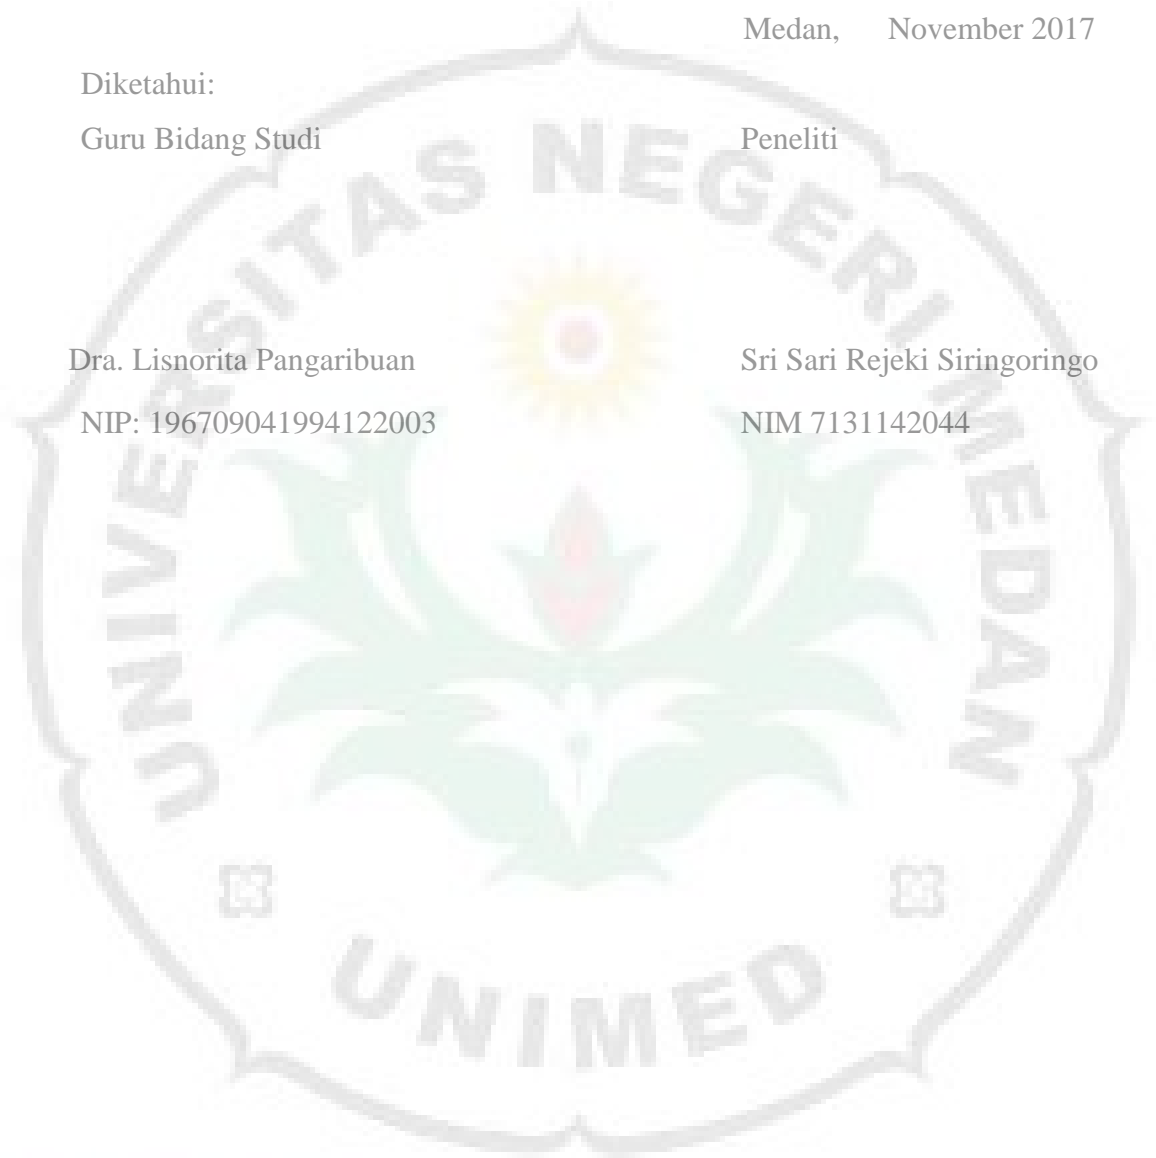 Medan, November 2017
Diketahui:
Guru Bidang Studi Peneliti
Dra. Lisnorita Pangaribuan Sri Sari Rejeki Siringoringo
NIP: 196709041994122003 NIM 7131142044
UNIVERSITAS NEGERI MEDAN
UNIMED